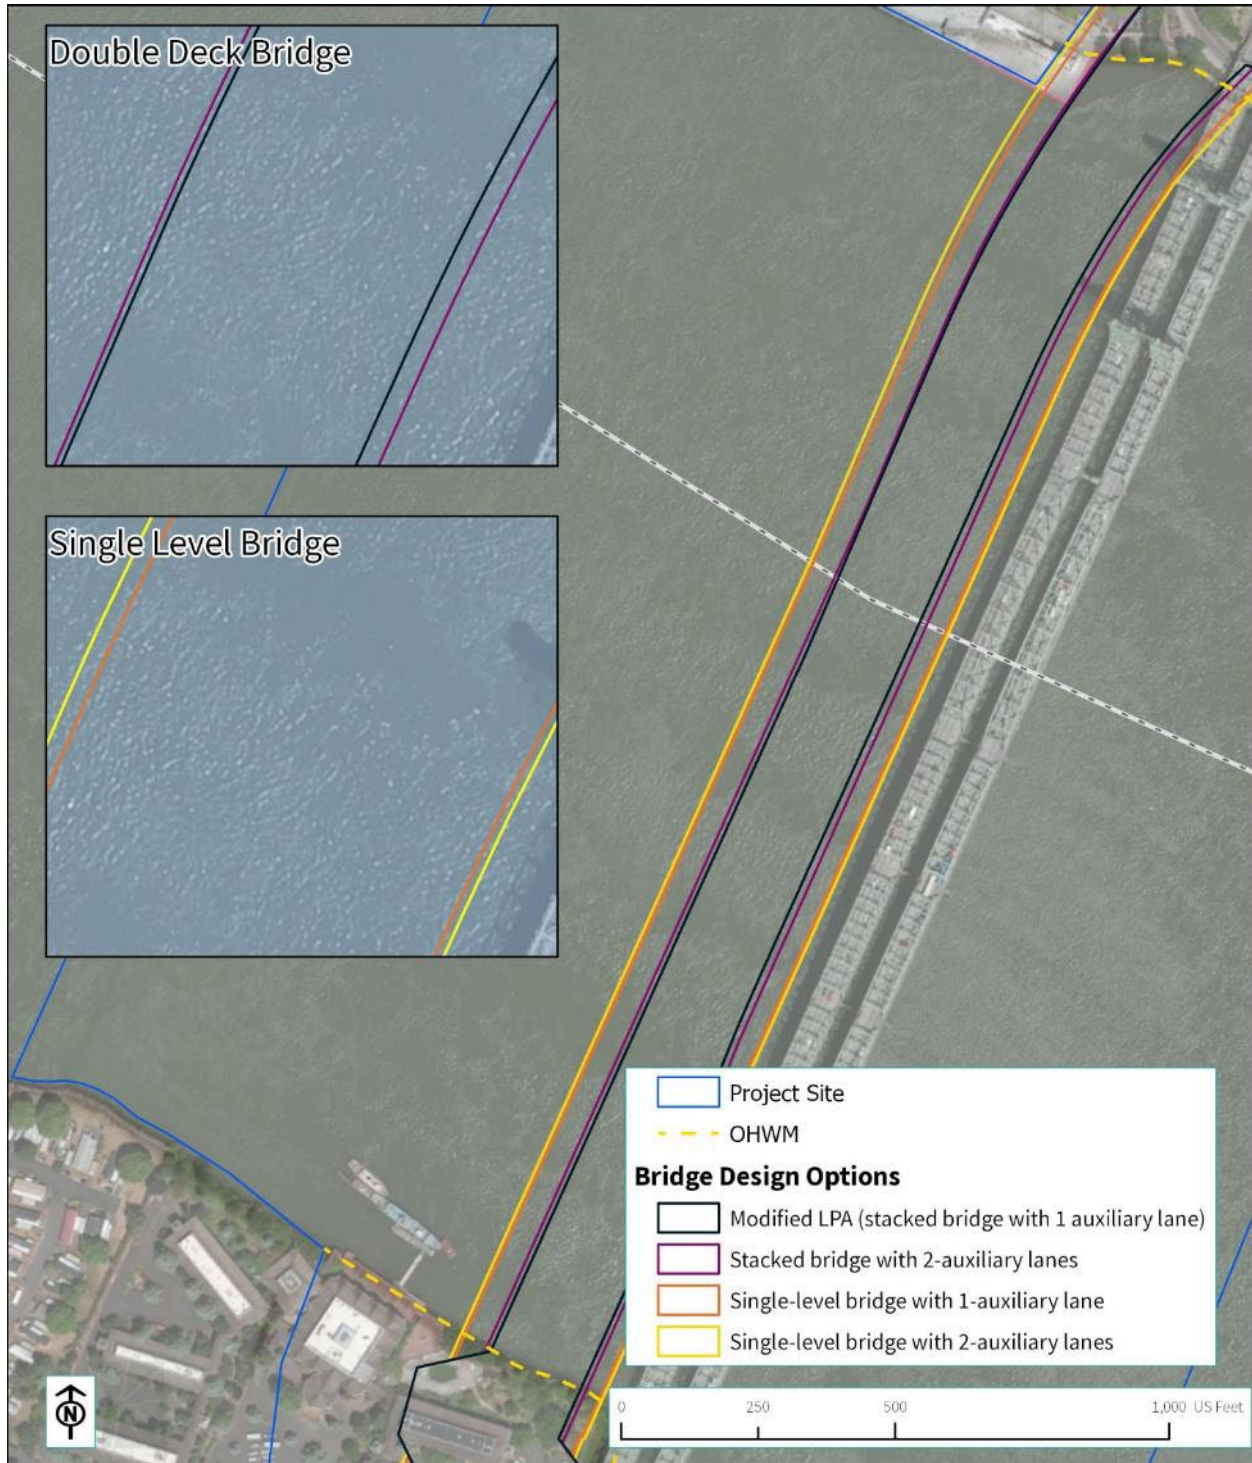 Double Deck Bridge
Single Level Bridge
Project Site
OHWM
Bridge Design Options
Modified LPA (stacked bridge with 1 auxiliary lane)
Stacked bridge with 2-auxiliary lanes
Single-level bridge with 1-auxiliary lane
Single-level bridge with 2-auxiliary lanes
N
0 250 500 1,000 US Feet